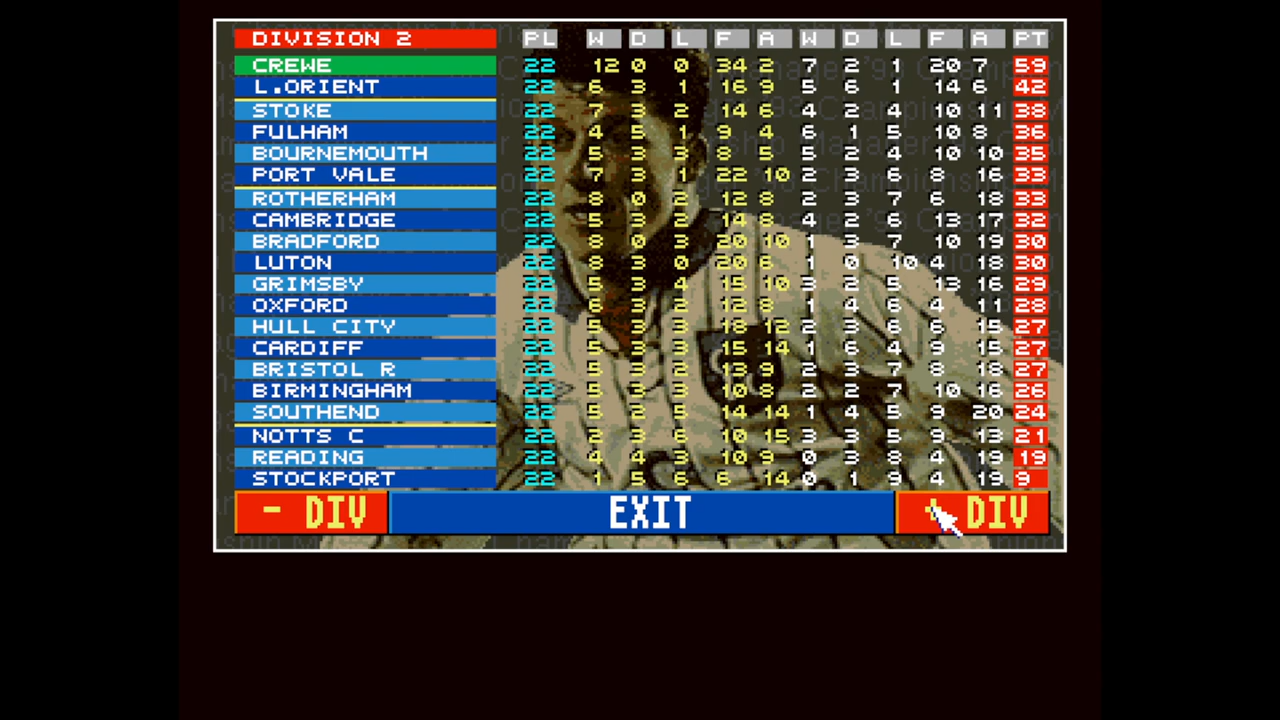 DIVISION 2 PL W D L F A W D L F A PT
CREWE 22 12 0 0 34 2 7 2 1 20 7 59
L.ORIENT 22 6 3 1 16 9 5 6 1 14 6 42
STOKE 22 7 3 2 14 6 4 2 4 10 11 38
FULHAM 22 4 5 1 9 4 6 1 5 10 8 36
BOURNEMOUTH 22 5 3 3 8 5 5 2 4 10 10 35
PORT VALE 22 7 3 1 22 10 2 3 6 8 16 33
ROTHERHAM 22 8 0 2 12 8 2 3 7 6 18 33
CAMBRIDGE 22 5 3 2 14 8 4 2 6 13 17 32
BRADFORD 22 8 0 3 20 10 1 3 7 10 19 30
LUTON 22 8 3 0 20 6 1 0 10 4 18 30
GRIMSBY 22 5 3 4 15 10 3 2 5 13 16 29
OXFORD 22 6 3 2 12 8 1 4 6 4 11 28
HULL CITY 22 5 3 3 18 12 2 3 6 6 15 27
CARDIFF 22 5 3 3 15 14 1 6 4 9 15 27
BRISTOL R 22 5 3 2 13 9 2 3 7 8 18 27
BIRMINGHAM 22 5 3 3 10 8 2 2 7 10 16 26
SOUTHEND 22 5 2 5 14 14 1 4 5 9 20 24
NOTTS C 22 2 3 6 10 15 3 3 5 9 13 21
READING 22 4 4 3 10 9 0 3 8 4 19 19
STOCKPORT 22 1 5 6 6 14 0 1 9 4 19 9
- DIV EXIT + DIV